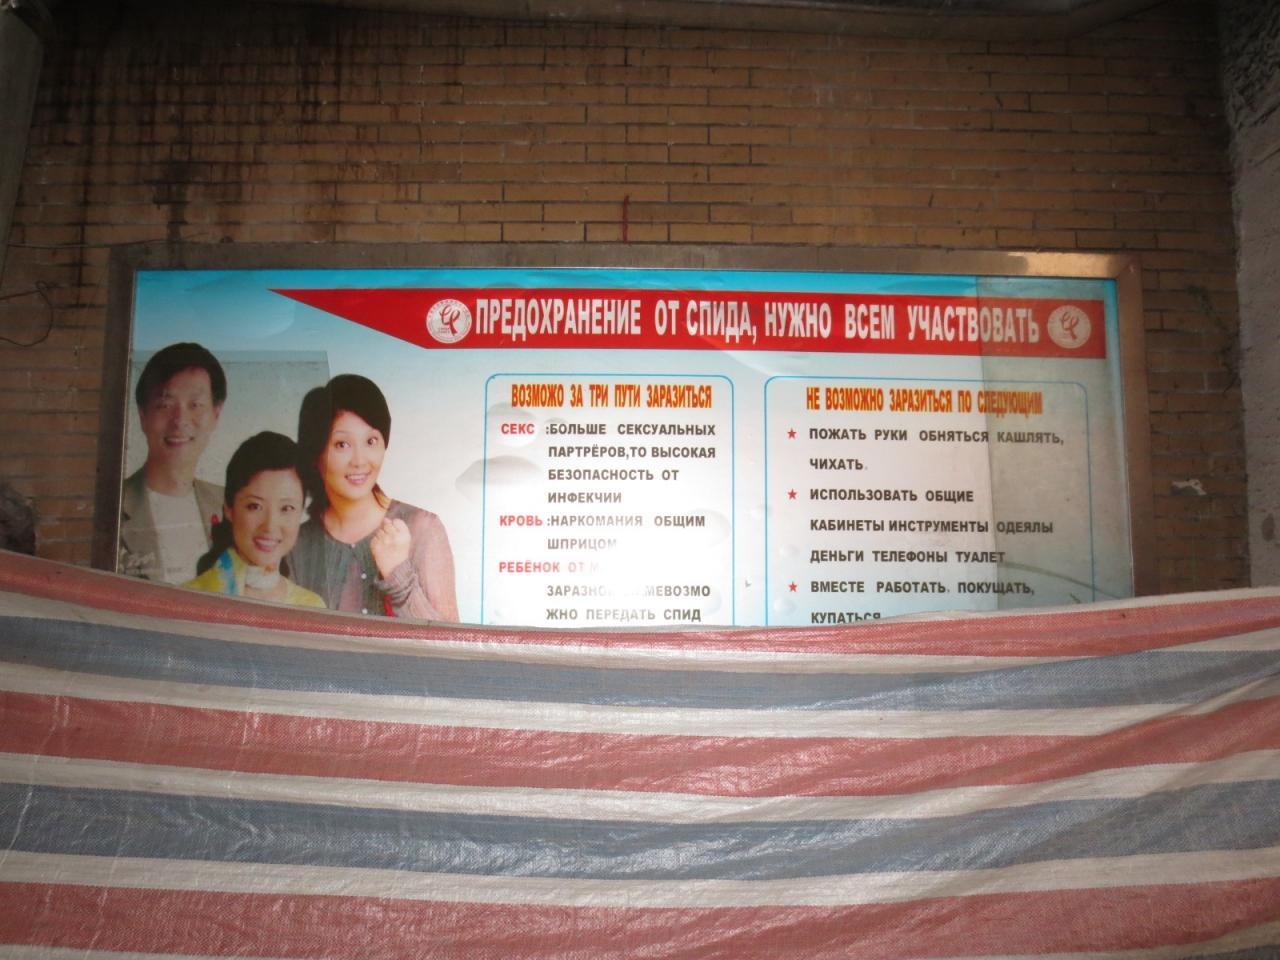 ПРЕДОХРАНЕНИЕ ОТ СПИДА, НУЖНО ВСЕМ УЧАСТВОВАТЬ
ВОЗМОЖО ЗА ТРИ ПУТИ ЗАРАЗИТЬСЯ
СЕКС :БОЛЬШЕ СЕКСУАЛЬНЫХ
ПАРТРЁРОВ,ТО ВЫСОКАЯ
БЕЗОПАСНОСТЬ ОТ
ИНФЕКЧИИ
КРОВЬ :НАРКОМАНИЯ ОБЩИМ
ШПРИЦОМ
РЕБЁНОК ОТ
ЖНО ПЕРЕДАТЬ СПИД
НЕ ВОЗМОЖНО ЗАРАЗИТЬСЯ ПО СЛЕДУЮЩИМ
★ ПОЖАТЬ РУКИ ОБНЯТЬСЯ КАШЛЯТЬ,
ЧИХАТЬ.
★ ИСПОЛЬЗОВАТЬ ОБЩИЕ
КАБИНЕТЫ ИНСТРУМЕНТЫ ОДЕЯЛЫ
ДЕНЬГИ ТЕЛЕФОНЫ ТУАЛЕТ
★ ВМЕСТЕ РАБОТАТЬ. ПОКУЩАТЬ,
КУПАТЬСЯ